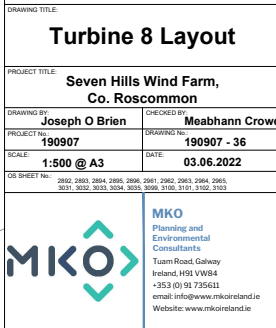 DRAWING TITLE:
Turbine 8 Layout
PROJECT TITLE:
Seven Hills Wind Farm,
Co. Roscommon
DRAWING BY:
Joseph O Brien
CHECKED BY:
Meabhann Crowe
PROJECT No.:
190907
DRAWING No.:
190907 - 36
SCALE:
1:500 @ A3
DATE:
03.06.2022
OS SHEET No.:
2892, 2893, 2894, 2895, 2896, 2961, 2962, 2963, 2964, 2965,
3031, 3032, 3033, 3034, 3035, 3099, 3100, 3101, 3102, 3103
MKO
MKO
Planning and
Environmental
Consultants
Tuam Road, Galway
Ireland, H91 VW84
+353 (0) 91 735611
email: info@www.mkoireland.ie
Website: www.mkoireland.ie